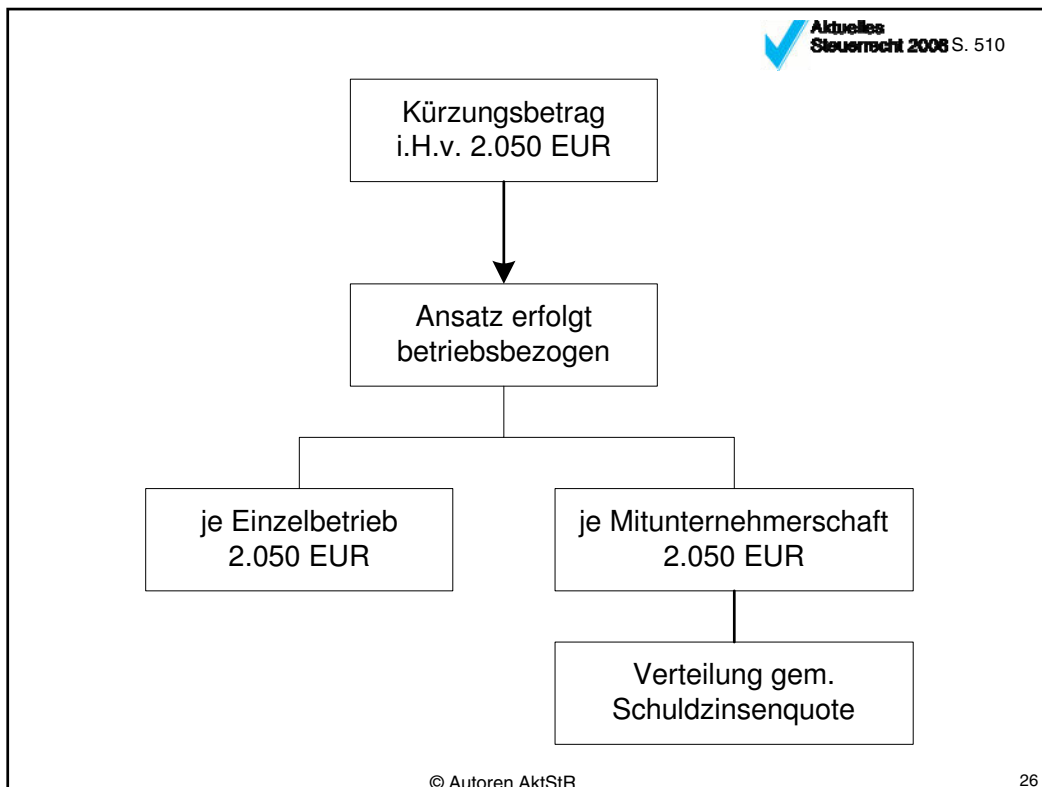 Aktuelles
Steuerrecht 2008 S. 510
Kürzungsbetrag
i.H.v. 2.050 EUR
Ansatz erfolgt
betriebsbezogen
je Einzelbetrieb
2.050 EUR
je Mitunternehmerschaft
2.050 EUR
Verteilung gem.
Schuldzinsenquote
© Autoren AktStR
26